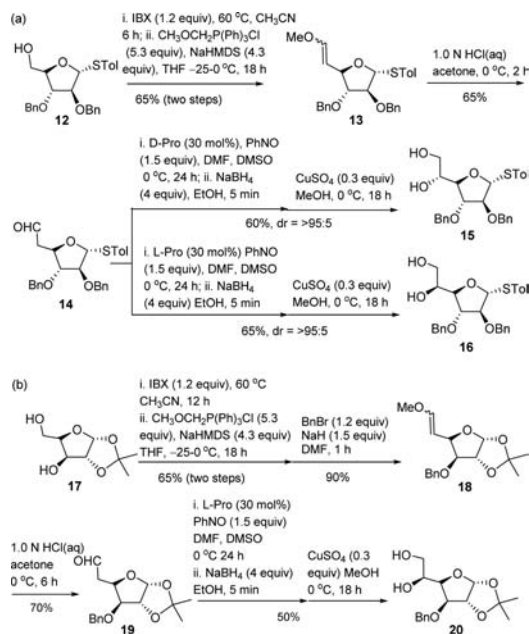 (a)
i. IBX (1.2 equiv), 60 °C, CH₃CN
6 h; ii. CH₃OCH₂P(Ph)₃Cl
(5.3 equiv), NaHMDS (4.3
equiv), THF −25-0 °C, 18 h
65% (two steps)
HO
O
STol
BnO
OBn
12
MeO
O
STol
BnO
OBn
13
1.0 N HCl(aq)
acetone, 0 °C, 2 h
65%
i. D-Pro (30 mol%), PhNO
(1.5 equiv), DMF, DMSO
0 °C, 24 h; ii. NaBH₄
(4 equiv), EtOH, 5 min
CuSO₄ (0.3 equiv)
MeOH, 0 °C, 18 h
60%, dr = >95:5
HO
HO
O
STol
BnO
OBn
15
CHO
O
STol
BnO
OBn
14
i. L-Pro (30 mol%) PhNO
(1.5 equiv), DMF, DMSO
0 °C, 24 h; ii. NaBH₄
(4 equiv) EtOH, 5 min
CuSO₄ (0.3 equiv)
MeOH, 0 °C, 18 h
65%, dr = >95:5
HO
HO
O
STol
BnO
OBn
16
(b)
i. IBX (1.2 equiv), 60 °C
CH₃CN, 12 h
ii. CH₃OCH₂P(Ph)₃Cl (5.3
equiv), NaHMDS (4.3 equiv)
THF, −25-0 °C, 18 h
65% (two steps)
BnBr (1.2 equiv)
NaH (1.5 equiv)
DMF, 1 h
90%
HO
O
O
HO
O
17
MeO
O
O
BnO
O
18
1.0 N HCl(aq)
acetone
0 °C, 6 h
70%
CHO
O
O
BnO
O
19
i. L-Pro (30 mol%)
PhNO (1.5 equiv)
DMF, DMSO
0 °C 24 h
ii. NaBH₄ (4 equiv)
EtOH, 5 min
CuSO₄ (0.3
equiv) MeOH
0 °C, 18 h
50%
HO
HO
O
O
BnO
O
20